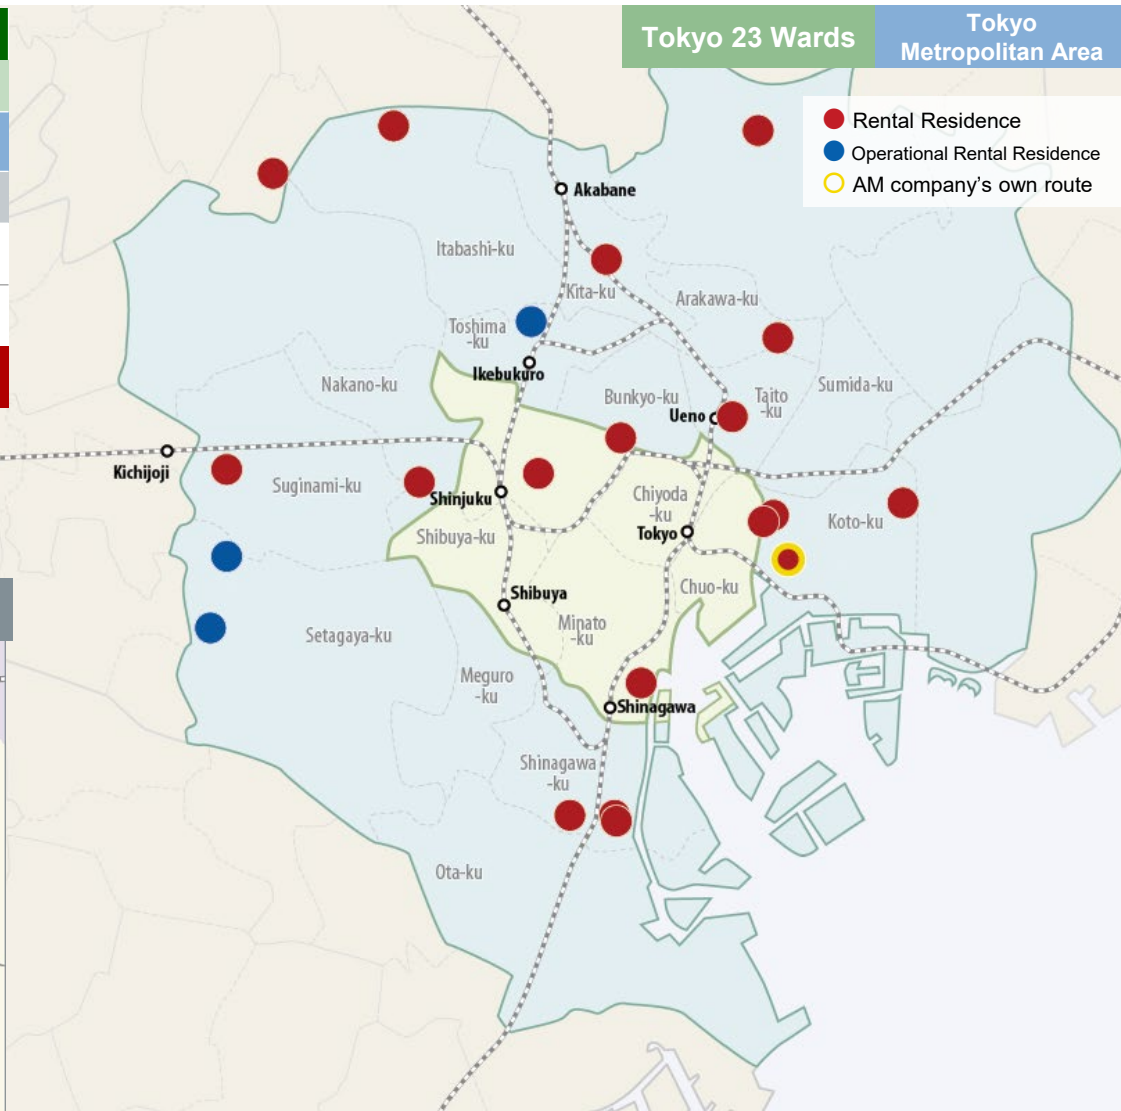 Tokyo 23 Wards
Tokyo
Metropolitan Area
Rental Residence
Operational Rental Residence
AM company's own route
Akabane
Itabashi-ku
Kita-ku
Arakawa-ku
Toshima
-ku
Ikebukuro
Nakano-ku
Bunkyo-ku
Taito
-ku
Sumida-ku
Ueno
Kichijoji
Suginami-ku
Shinjuku
Chiyoda
-ku
Koto-ku
Shibuya-ku
Tokyo
Chuo-ku
Shibuya
Minato
-ku
Setagaya-ku
Meguro
-ku
Shinagawa
Shinagawa
-ku
Ota-ku